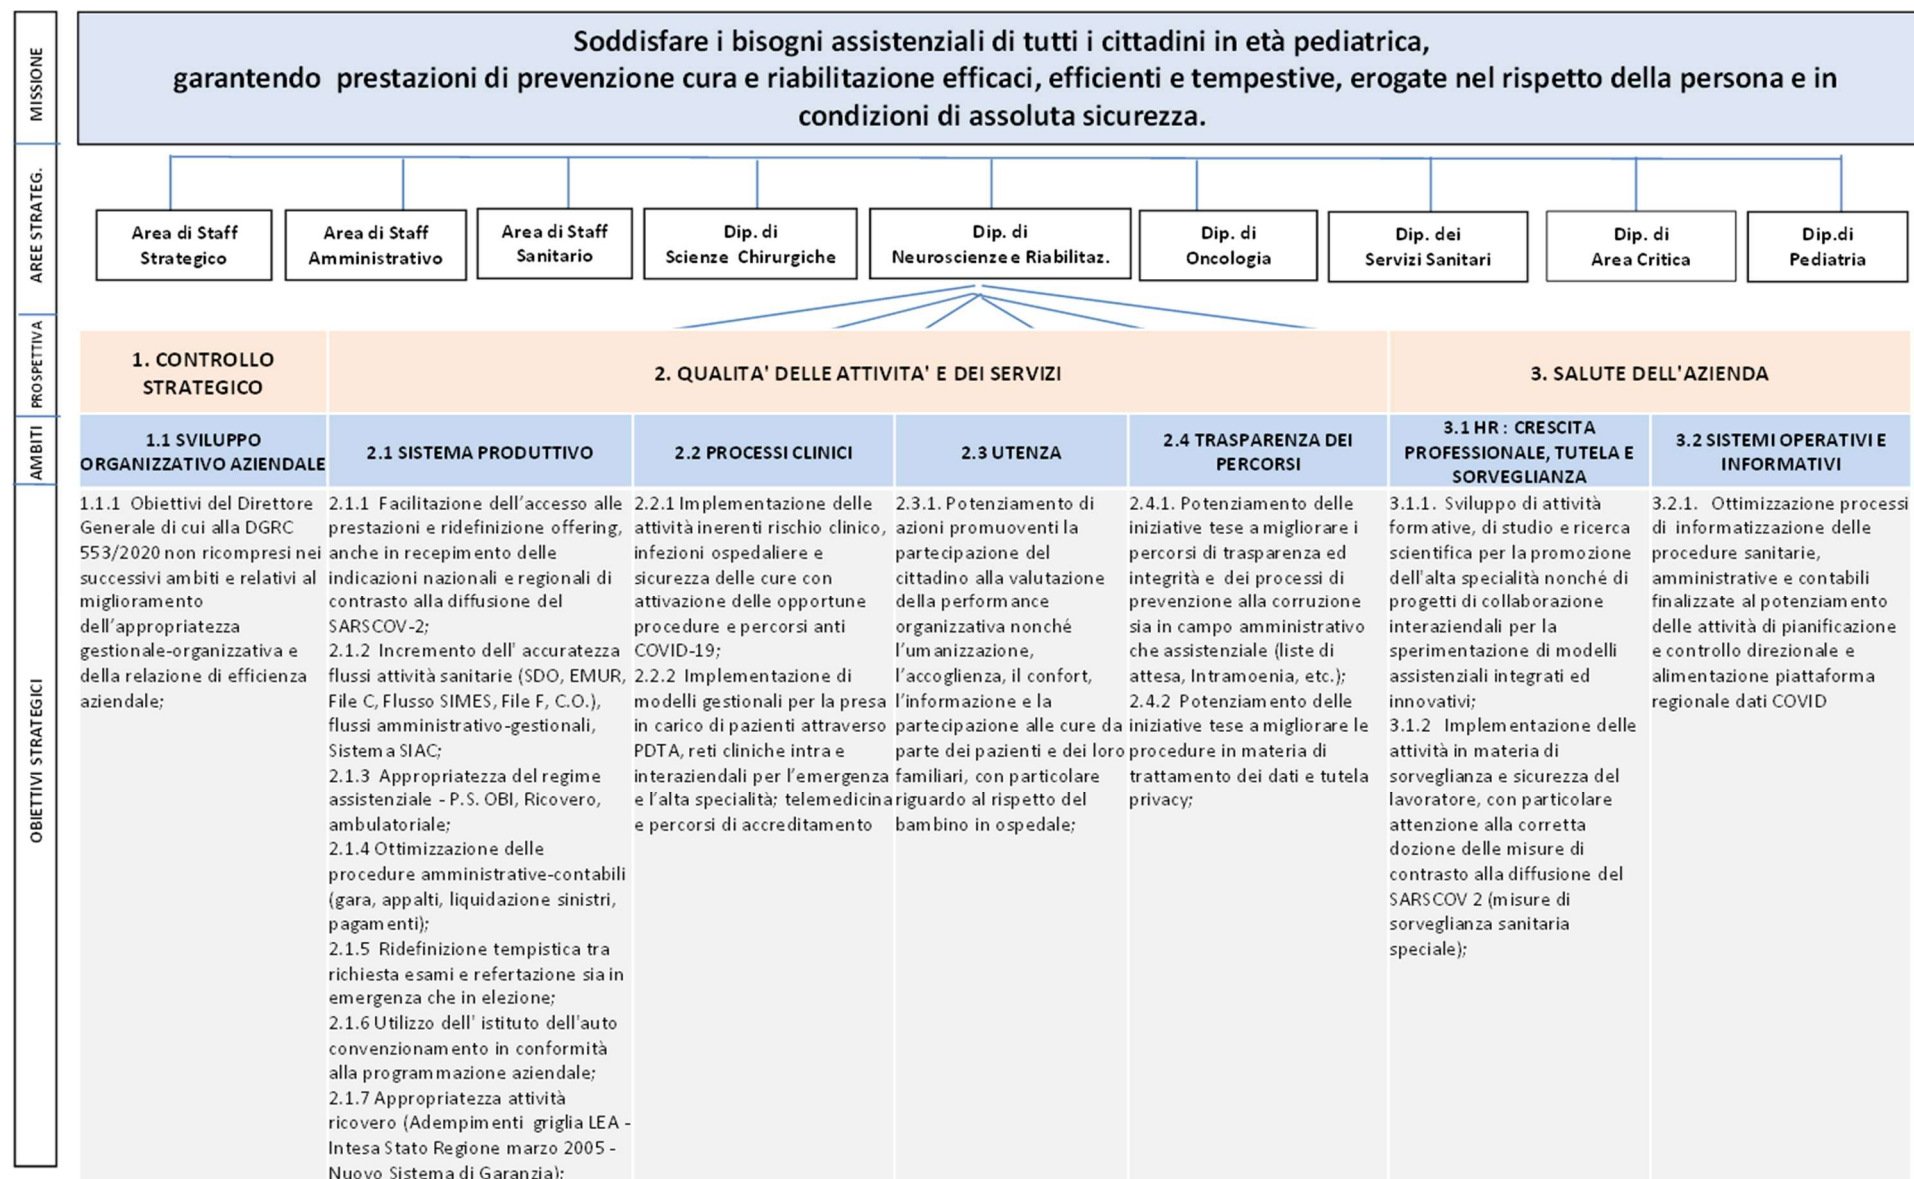 MISSIONE
Soddisfare i bisogni assistenziali di tutti i cittadini in età pediatrica,
garantendo prestazioni di prevenzione cura e riabilitazione efficaci, efficienti e tempestive, erogate nel rispetto della persona e in
condizioni di assoluta sicurezza.
AREE STRATEG.
Area di Staff
Strategico
Area di Staff
Amministrativo
Area di Staff
Sanitario
Dip. di
Scienze Chirurgiche
Dip. di
Neuroscienze e Riabilitaz.
Dip. di
Oncologia
Dip. dei
Servizi Sanitari
Dip. di
Area Critica
Dip.di
Pediatria
PROSPETTIVA
1. CONTROLLO
STRATEGICO
2. QUALITA' DELLE ATTIVITA' E DEI SERVIZI
3. SALUTE DELL'AZIENDA
AMBITI
1.1 SVILUPPO
ORGANIZZATIVO AZIENDALE
2.1 SISTEMA PRODUTTIVO
2.2 PROCESSI CLINICI
2.3 UTENZA
2.4 TRASPARENZA DEI
PERCORSI
3.1 HR : CRESCITA
PROFESSIONALE, TUTELA E
SORVEGLIANZA
3.2 SISTEMI OPERATIVI E
INFORMATIVI
OBIETTIVI STRATEGICI
1.1.1 Obiettivi del Direttore
Generale di cui alla DGRC
553/2020 non ricompresi nei
successivi ambiti e relativi al
miglioramento
dell'appropriatezza
gestionale-organizzativa e
della relazione di efficienza
aziendale;
2.1.1 Facilitazione dell'accesso alle
prestazioni e ridefinizione offering,
anche in recepimento delle
indicazioni nazionali e regionali di
contrasto alla diffusione del
SARSCOV-2;
2.1.2 Incremento dell' accuratezza
flussi attività sanitarie (SDO, EMUR,
File C, Flusso SIMES, File F, C.O.),
flussi amministrativo-gestionali,
Sistema SIAC;
2.1.3 Appropriatezza del regime
assistenziale - P.S. OBI, Ricovero,
ambulatoriale;
2.1.4 Ottimizzazione delle
procedure amministrative-contabili
(gara, appalti, liquidazione sinistri,
pagamenti);
2.1.5 Ridefinizione tempistica tra
richiesta esami e refertazione sia in
emergenza che in elezione;
2.1.6 Utilizzo dell' istituto dell'auto
convenzionamento in conformità
alla programmazione aziendale;
2.1.7 Appropriatezza attività
ricovero (Adempimenti griglia LEA -
Intesa Stato Regione marzo 2005 -
Nuovo Sistema di Garanzia);
2.2.1 Implementazione delle
attività inerenti rischio clinico,
infezioni ospedaliere e
sicurezza delle cure con
attivazione delle opportune
procedure e percorsi anti
COVID-19;
2.2.2 Implementazione di
modelli gestionali per la presa
in carico di pazienti attraverso
PDTA, reti cliniche intra e
interaziendali per l'emergenza
e l'alta specialità; telemedicina
e percorsi di accreditamento
2.3.1. Potenziamento di
azioni promuoventi la
partecipazione del
cittadino alla valutazione
della performance
organizzativa nonché
l'umanizzazione,
l'accoglienza, il confort,
l'informazione e la
partecipazione alle cure da
parte dei pazienti e dei loro
familiari, con particolare
riguardo al rispetto del
bambino in ospedale;
2.4.1. Potenziamento delle
iniziative tese a migliorare i
percorsi di trasparenza ed
integrità e dei processi di
prevenzione alla corruzione
sia in campo amministrativo
che assistenziale (liste di
attesa, Intramoenia, etc.);
2.4.2 Potenziamento delle
iniziative tese a migliorare le
procedure in materia di
trattamento dei dati e tutela
privacy;
3.1.1. Sviluppo di attività
formative, di studio e ricerca
scientifica per la promozione
dell'alta specialità nonché di
progetti di collaborazione
interaziendali per la
sperimentazione di modelli
assistenziali integrati ed
innovativi;
3.1.2 Implementazione delle
attività in materia di
sorveglianza e sicurezza del
lavoratore, con particolare
attenzione alla corretta
dozione delle misure di
contrasto alla diffusione del
SARSCOV 2 (misure di
sorveglianza sanitaria
speciale);
3.2.1. Ottimizzazione processi
di informatizzazione delle
procedure sanitarie,
amministrative e contabili
finalizzate al potenziamento
delle attività di pianificazione
e controllo direzionale e
alimentazione piattaforma
regionale dati COVID